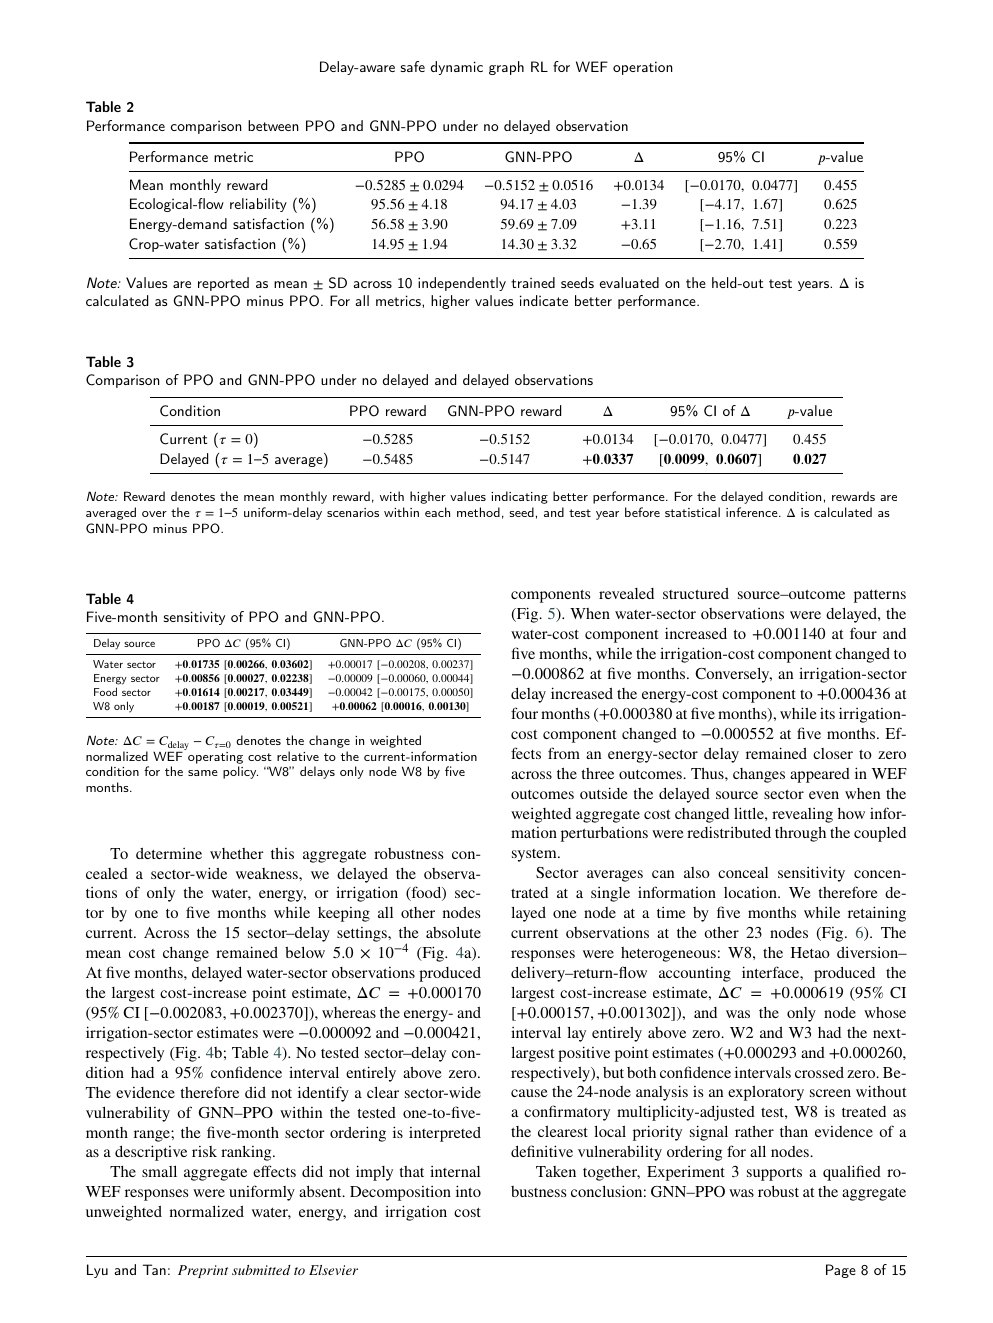 Delay-aware safe dynamic graph RL for WEF operation
Table 2
Performance comparison between PPO and GNN-PPO under no delayed observation
Performance metric PPO GNN-PPO Δ 95% CI p-value
Mean monthly reward −0.5285 ± 0.0294 −0.5152 ± 0.0516 +0.0134 [−0.0170, 0.0477] 0.455
Ecological-flow reliability (%) 95.56 ± 4.18 94.17 ± 4.03 −1.39 [−4.17, 1.67] 0.625
Energy-demand satisfaction (%) 56.58 ± 3.90 59.69 ± 7.09 +3.11 [−1.16, 7.51] 0.223
Crop-water satisfaction (%) 14.95 ± 1.94 14.30 ± 3.32 −0.65 [−2.70, 1.41] 0.559
Note: Values are reported as mean ± SD across 10 independently trained seeds evaluated on the held-out test years. Δ is
calculated as GNN-PPO minus PPO. For all metrics, higher values indicate better performance.
Table 3
Comparison of PPO and GNN-PPO under no delayed and delayed observations
Condition PPO reward GNN-PPO reward Δ 95% CI of Δ p-value
Current (τ = 0) −0.5285 −0.5152 +0.0134 [−0.0170, 0.0477] 0.455
Delayed (τ = 1–5 average) −0.5485 −0.5147 +0.0337 [0.0099, 0.0607] 0.027
Note: Reward denotes the mean monthly reward, with higher values indicating better performance. For the delayed condition, rewards are
averaged over the τ = 1–5 uniform-delay scenarios within each method, seed, and test year before statistical inference. Δ is calculated as
GNN-PPO minus PPO.
Table 4
Five-month sensitivity of PPO and GNN-PPO.
Delay source PPO ΔC (95% CI) GNN-PPO ΔC (95% CI)
Water sector +0.01735 [0.00266, 0.03602] +0.00017 [−0.00208, 0.00237]
Energy sector +0.00856 [0.00027, 0.02238] −0.00009 [−0.00060, 0.00044]
Food sector +0.01614 [0.00217, 0.03449] −0.00042 [−0.00175, 0.00050]
W8 only +0.00187 [0.00019, 0.00521] +0.00062 [0.00016, 0.00130]
Note: ΔC = Cdelay − Cτ=0 denotes the change in weighted
normalized WEF operating cost relative to the current-information
condition for the same policy. “W8” delays only node W8 by five
months.
To determine whether this aggregate robustness con-
cealed a sector-wide weakness, we delayed the observa-
tions of only the water, energy, or irrigation (food) sec-
tor by one to five months while keeping all other nodes
current. Across the 15 sector–delay settings, the absolute
mean cost change remained below 5.0 × 10−4 (Fig. 4a).
At five months, delayed water-sector observations produced
the largest cost-increase point estimate, ΔC = +0.000170
(95% CI [−0.002083, +0.002370]), whereas the energy- and
irrigation-sector estimates were −0.000092 and −0.000421,
respectively (Fig. 4b; Table 4). No tested sector–delay con-
dition had a 95% confidence interval entirely above zero.
The evidence therefore did not identify a clear sector-wide
vulnerability of GNN–PPO within the tested one-to-five-
month range; the five-month sector ordering is interpreted
as a descriptive risk ranking.
The small aggregate effects did not imply that internal
WEF responses were uniformly absent. Decomposition into
unweighted normalized water, energy, and irrigation cost
components revealed structured source–outcome patterns
(Fig. 5). When water-sector observations were delayed, the
water-cost component increased to +0.001140 at four and
five months, while the irrigation-cost component changed to
−0.000862 at five months. Conversely, an irrigation-sector
delay increased the energy-cost component to +0.000436 at
four months (+0.000380 at five months), while its irrigation-
cost component changed to −0.000552 at five months. Ef-
fects from an energy-sector delay remained closer to zero
across the three outcomes. Thus, changes appeared in WEF
outcomes outside the delayed source sector even when the
weighted aggregate cost changed little, revealing how infor-
mation perturbations were redistributed through the coupled
system.
Sector averages can also conceal sensitivity concen-
trated at a single information location. We therefore de-
layed one node at a time by five months while retaining
current observations at the other 23 nodes (Fig. 6). The
responses were heterogeneous: W8, the Hetao diversion–
delivery–return-flow accounting interface, produced the
largest cost-increase estimate, ΔC = +0.000619 (95% CI
[+0.000157, +0.001302]), and was the only node whose
interval lay entirely above zero. W2 and W3 had the next-
largest positive point estimates (+0.000293 and +0.000260,
respectively), but both confidence intervals crossed zero. Be-
cause the 24-node analysis is an exploratory screen without
a confirmatory multiplicity-adjusted test, W8 is treated as
the clearest local priority signal rather than evidence of a
definitive vulnerability ordering for all nodes.
Taken together, Experiment 3 supports a qualified ro-
bustness conclusion: GNN–PPO was robust at the aggregate
Lyu and Tan: Preprint submitted to Elsevier Page 8 of 15